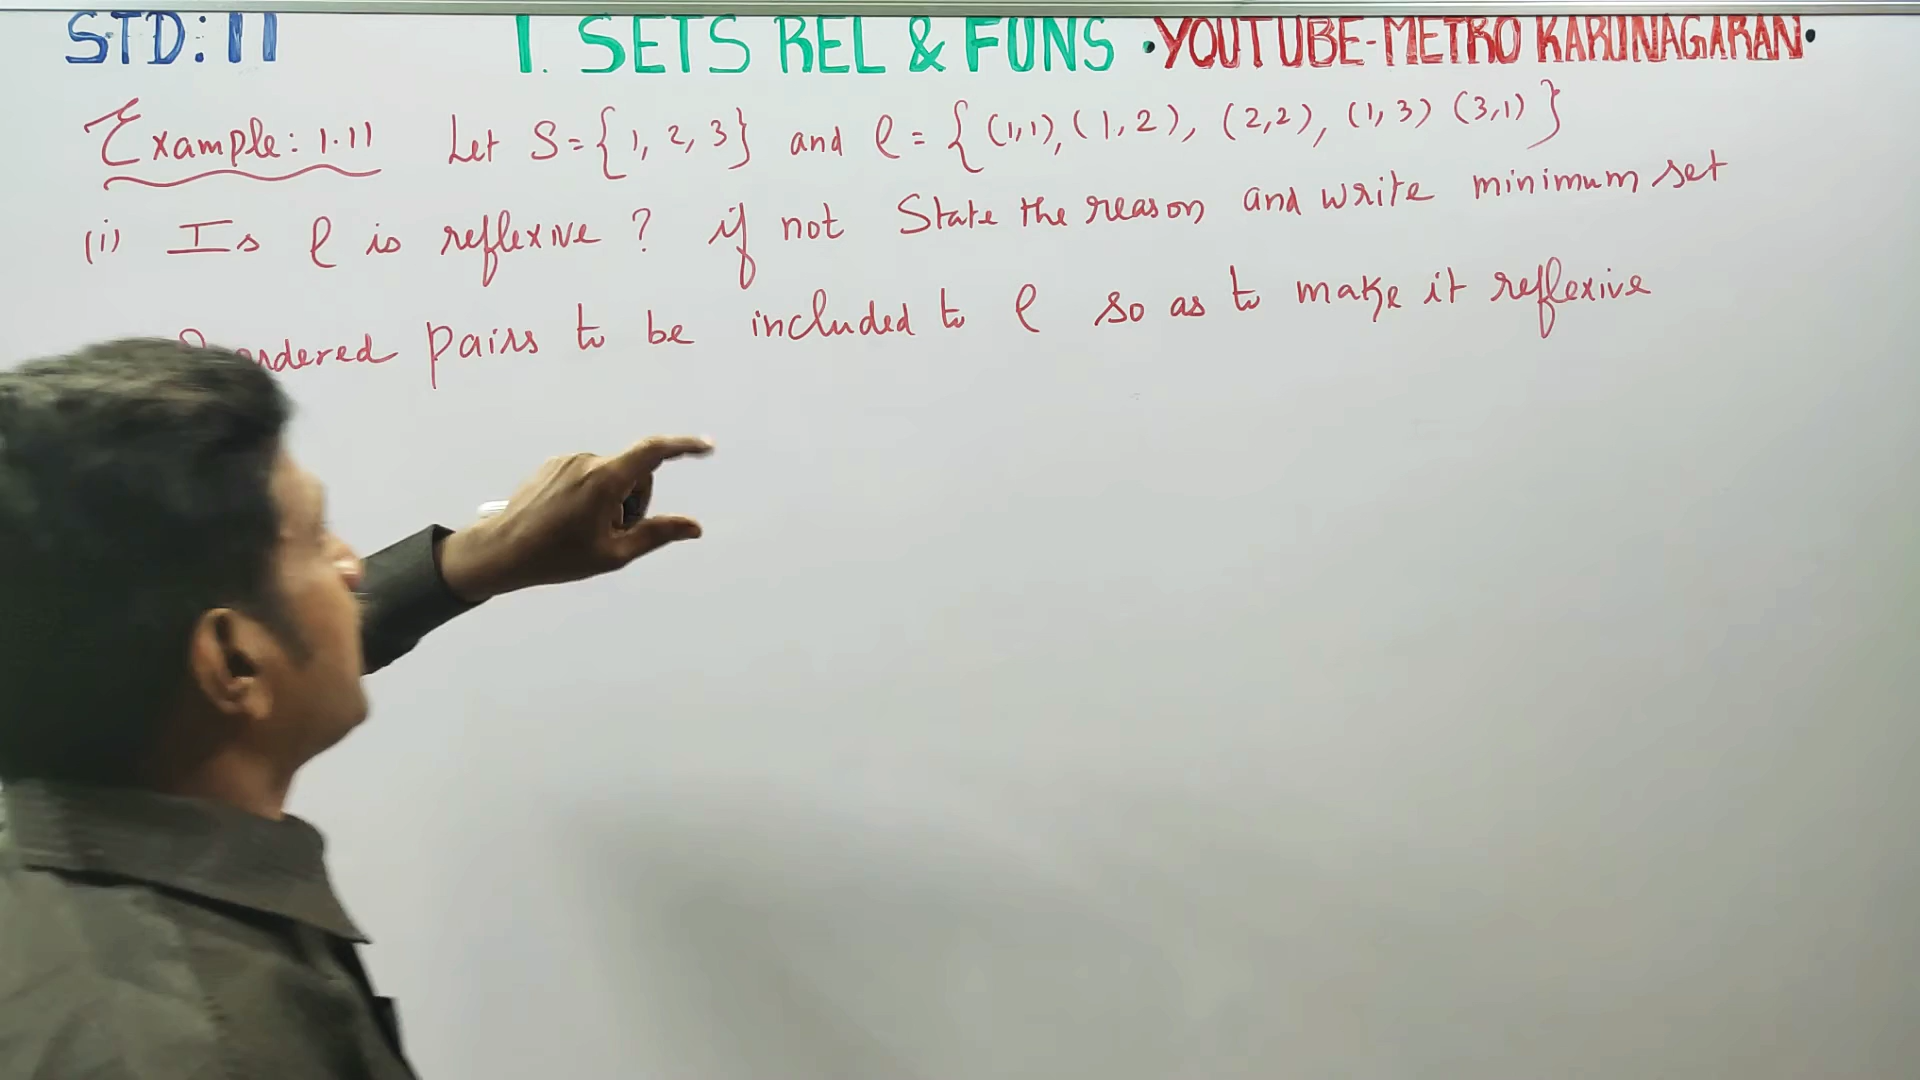 STD: 11 1. SETS REL & FUNS •YOUTUBE-METRO KARUNAGARAN•
Example: 1.11 Let S = {1, 2, 3} and ρ = {(1,1), (1,2), (2,2), (1,3) (3,1)}
(i) Is ρ is reflexive? if not State the reason and write minimum set
ordered pairs to be included to ρ so as to make it reflexive